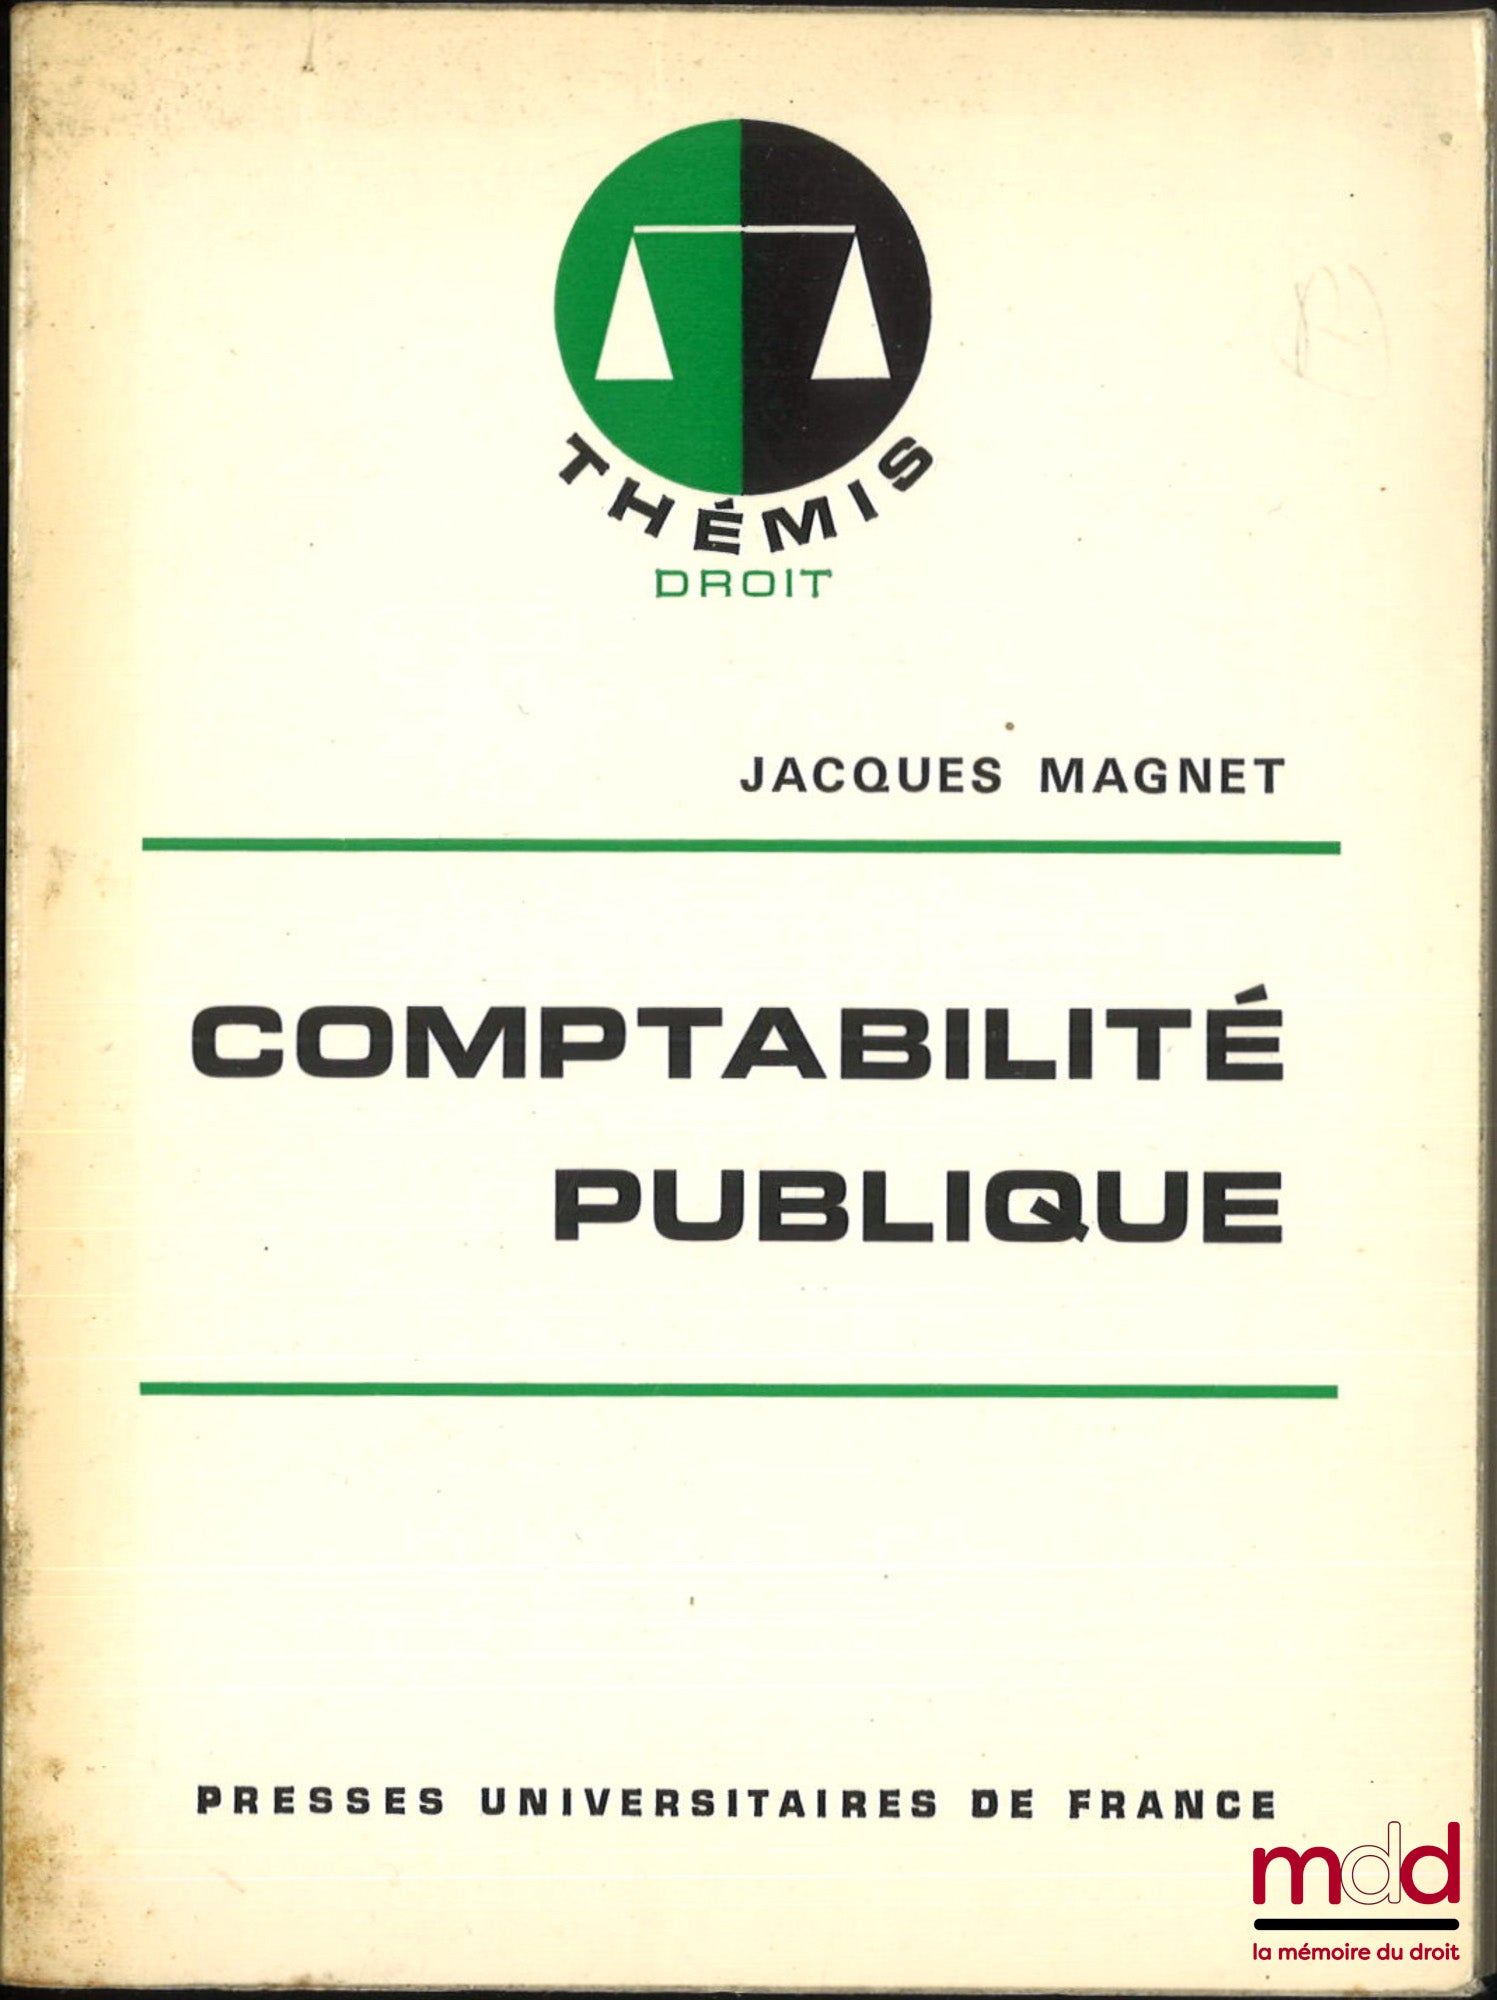 THÉMIS
DROIT
JACQUES MAGNET
COMPTABILITÉ
PUBLIQUE
PRESSES UNIVERSITAIRES DE FRANCE
mdd
la mémoire du droit